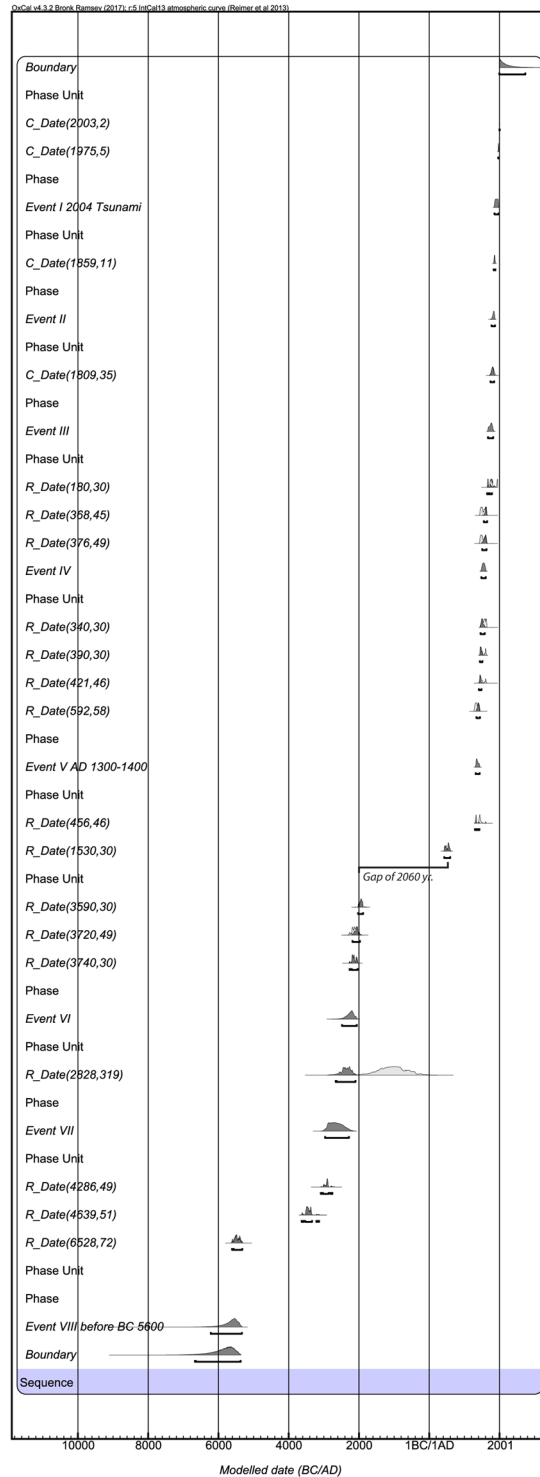 OxCal v4.3.2 Bronk Ramsey (2017); r:5 IntCal13 atmospheric curve (Reimer et al 2013)
Boundary
Phase Unit
C_Date(2003,2)
C_Date(1975,5)
Phase
Event I 2004 Tsunami
Phase Unit
C_Date(1859,11)
Phase
Event II
Phase Unit
C_Date(1809,35)
Phase
Event III
Phase Unit
R_Date(180,30)
R_Date(368,45)
R_Date(376,49)
Event IV
Phase Unit
R_Date(340,30)
R_Date(390,30)
R_Date(421,46)
R_Date(592,58)
Phase
Event V AD 1300-1400
Phase Unit
R_Date(456,46)
R_Date(1530,30)
Gap of 2060 yr.
Phase Unit
R_Date(3590,30)
R_Date(3720,49)
R_Date(3740,30)
Phase
Event VI
Phase Unit
R_Date(2828,319)
Phase
Event VII
Phase Unit
R_Date(4286,49)
R_Date(4639,51)
R_Date(6528,72)
Phase Unit
Phase
Event VIII before BC 5600
Boundary
Sequence
10000 8000 6000 4000 2000 1BC/1AD 2001
Modelled date (BC/AD)